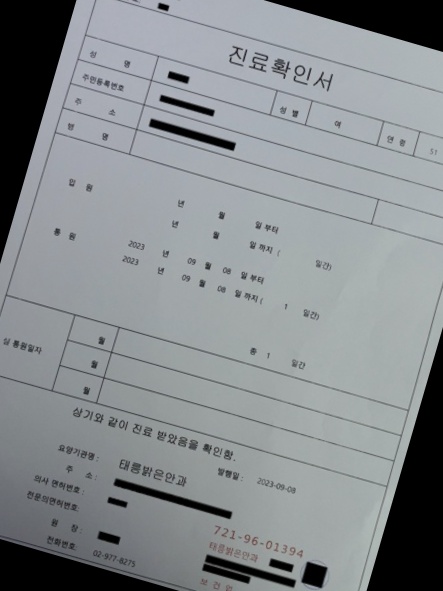 진료확인서
성 명
성 별 여 연 령 51
주민등록번호
주 소
병 명
입 원 년 월 일 부터
년 월 일 까지 ( 일간)
통 원 2023 년 09 월 08 일 부터
2023 년 09 월 08 일 까지 ( 1 일간)
총 1 일간
심 통원일자
월
월
월
상기와 같이 진료 받았음을 확인함.
발행일 : 2023-09-08
요양기관명 : 태릉밝은안과
주 소 :
의사 면허번호 :
전문의면허번호:
원 장 :
전화번호: 02-977-8275
721-96-01394
태릉밝은안과
보 건 업